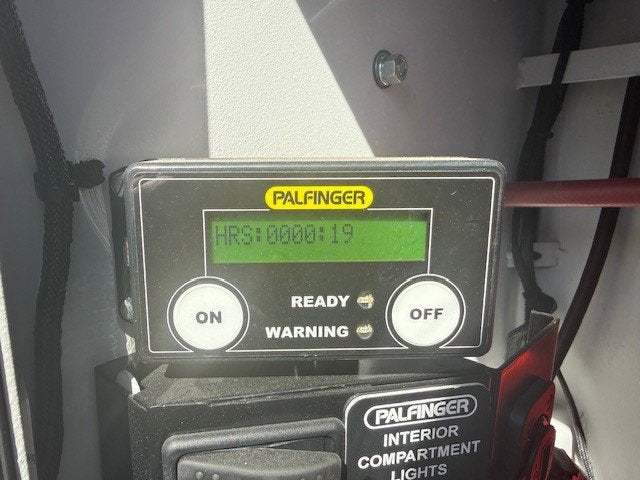 PALFINGER
HRS:0000:19
READY
ON
OFF
WARNING
PALFINGER
INTERIOR
COMPARTMENT
LIGHTS